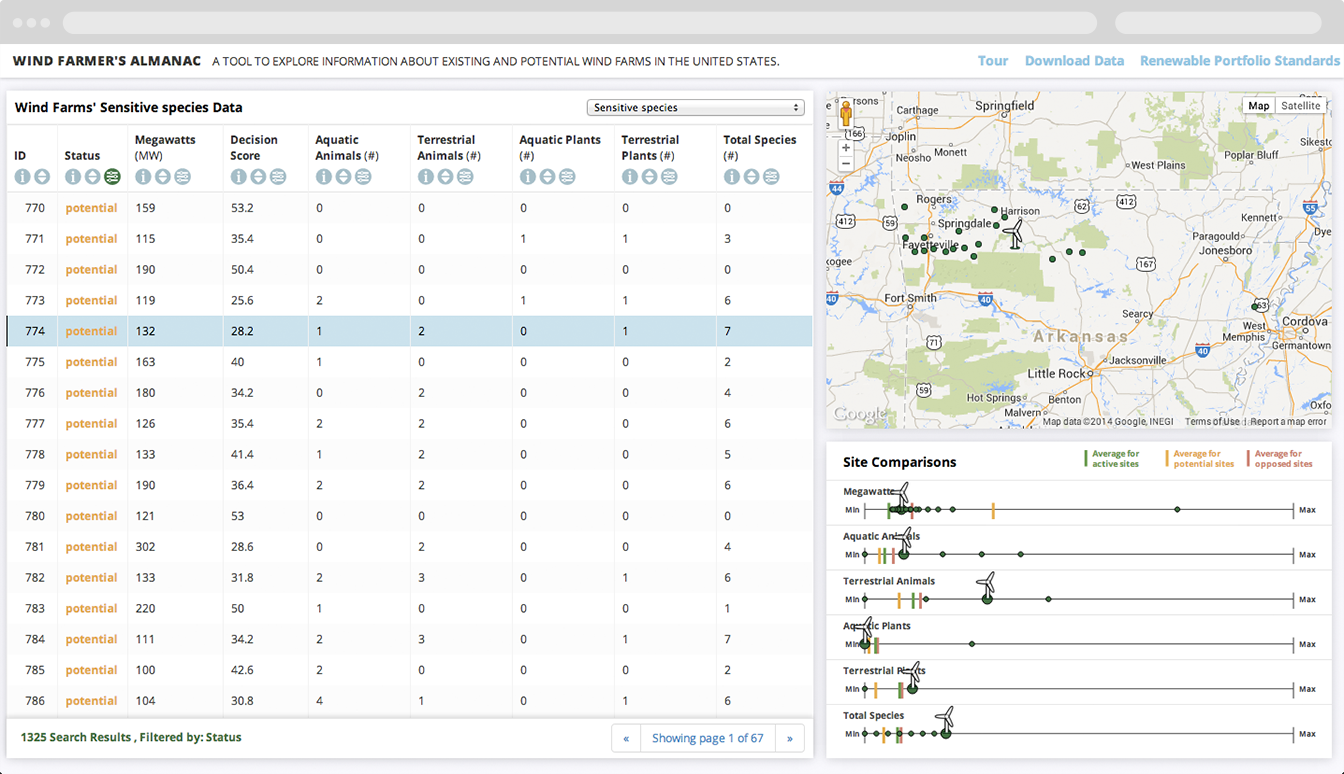 WIND FARMER'S ALMANAC A TOOL TO EXPLORE INFORMATION ABOUT EXISTING AND POTENTIAL WIND FARMS IN THE UNITED STATES. Tour Download Data Renewable Portfolio Standards
Wind Farms' Sensitive species Data Sensitive species
ID Status Megawatts (MW) Decision Score Aquatic Animals (#) Terrestrial Animals (#) Aquatic Plants (#) Terrestrial Plants (#) Total Species (#)
770 potential 159 53.2 0 0 0 0 0
771 potential 115 35.4 0 0 1 1 3
772 potential 190 50.4 0 0 0 0 0
773 potential 119 25.6 2 0 1 1 6
774 potential 132 28.2 1 2 0 1 7
775 potential 163 40 1 0 0 0 2
776 potential 180 34.2 0 2 0 0 4
777 potential 126 35.4 2 2 0 0 6
778 potential 133 41.4 1 2 0 0 5
779 potential 190 36.4 2 2 0 0 6
780 potential 121 53 0 0 0 0 0
781 potential 302 28.6 0 2 0 0 4
782 potential 133 31.8 2 3 0 1 6
783 potential 220 50 1 0 0 0 1
784 potential 111 34.2 2 3 0 1 7
785 potential 100 42.6 2 0 0 0 2
786 potential 104 30.8 4 1 0 1 6
1325 Search Results , Filtered by: Status « Showing page 1 of 67 »
Map Satellite
Parsons
Carthage
Springfield
166
Joplin
Sikesto
Neosho
Monett
West Plains
Poplar Bluff
44
Rogers
62
412
Harrison
55
412
59
Springdale
Kennett
Dye
Fayetteville
Paragould
Jonesboro
kogee
167
40
Fort Smith
40
63
Searcy
West Memphis
Cordova
Arkansas
Germantown
71
40
Jacksonville
Little Rock
59
Hot Springs
Benton
Oxfo
Malvern
Google
Map data ©2014 Google, INEGI Terms of Use Report a map error
Site Comparisons
Average for active sites
Average for potential sites
Average for opposed sites
Megawatts
Min Max
Aquatic Animals
Min Max
Terrestrial Animals
Min Max
Aquatic Plants
Min Max
Terrestrial Plants
Min Max
Total Species
Min Max